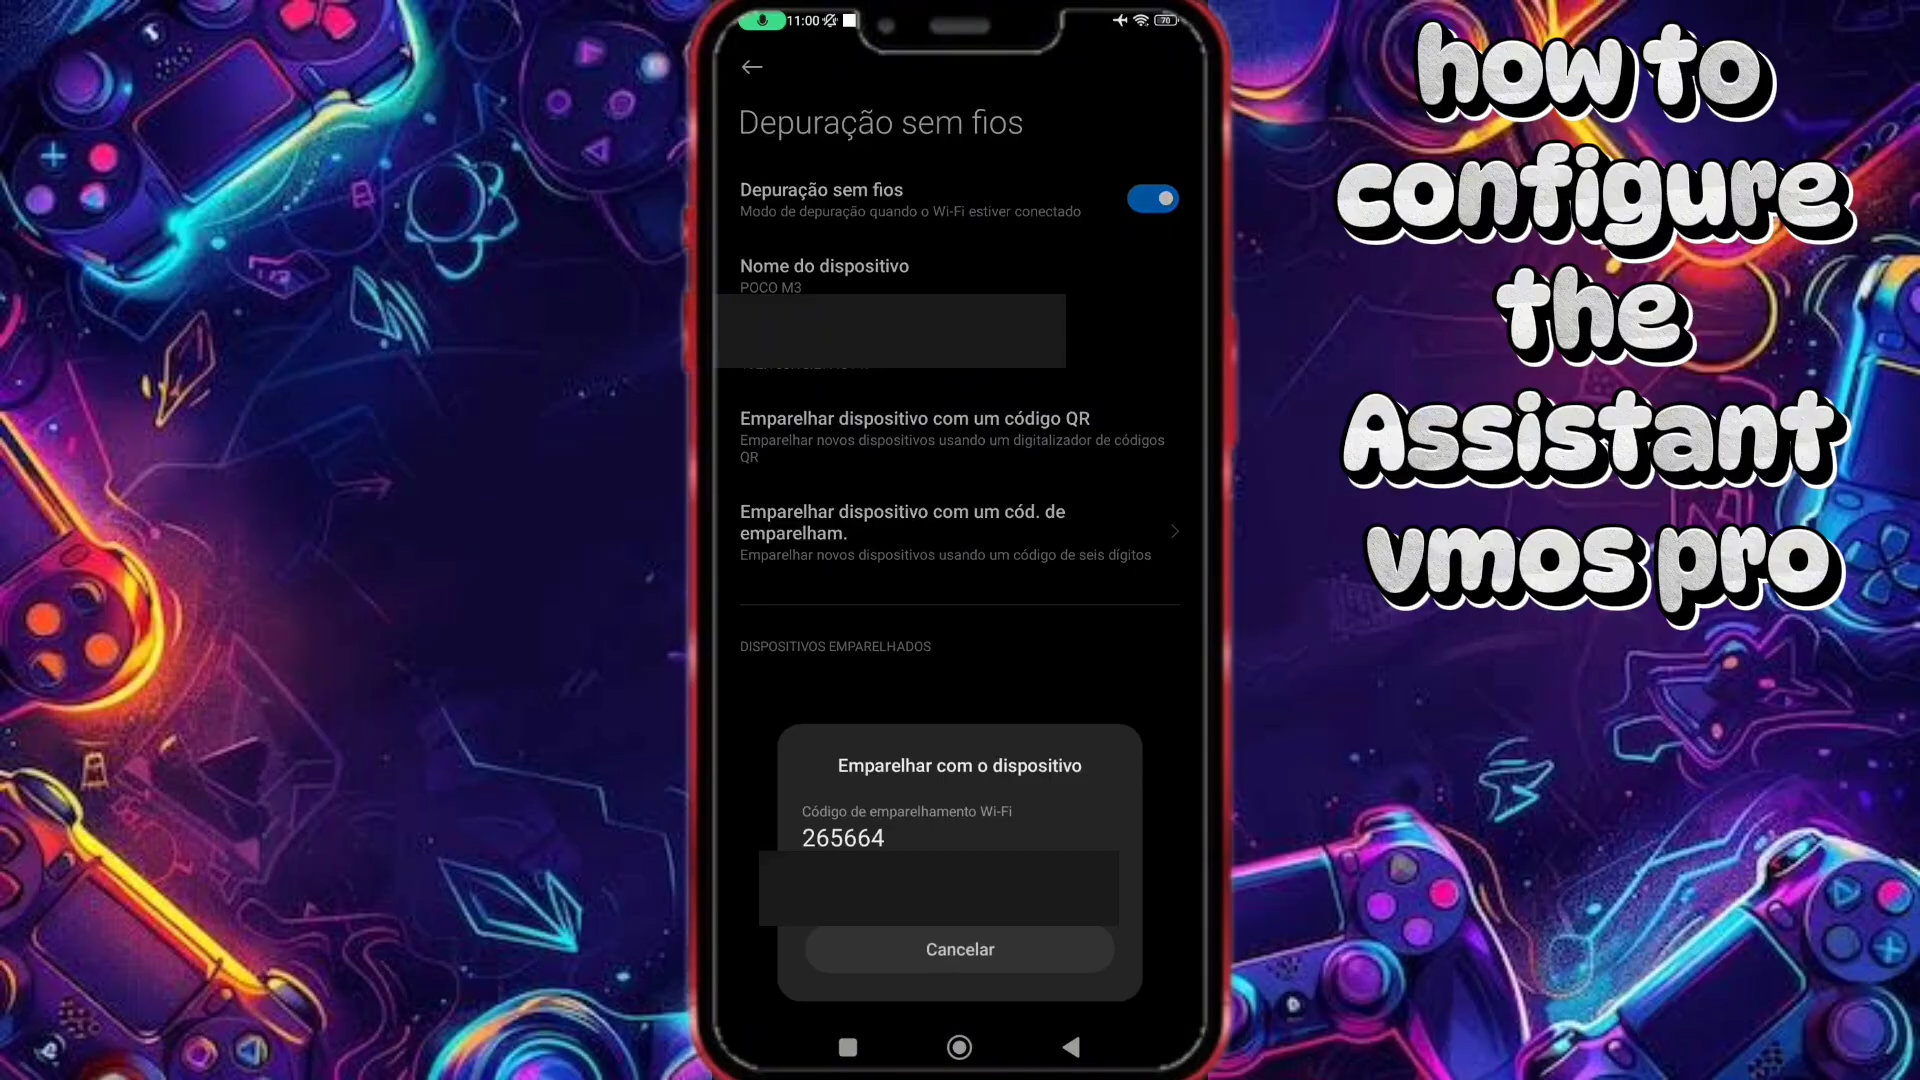 11:00
70
Depuração sem fios
Depuração sem fios
Modo de depuração quando o Wi-Fi estiver conectado
Nome do dispositivo
POCO M3
Emparelhar dispositivo com um código QR
Emparelhar novos dispositivos usando um digitalizador de códigos
QR
Emparelhar dispositivo com um cód. de
emparelham.
Emparelhar novos dispositivos usando um código de seis dígitos
DISPOSITIVOS EMPARELHADOS
Emparelhar com o dispositivo
Código de emparelhamento Wi-Fi
265664
Cancelar
how to
configure
the
Assistant
vmos pro